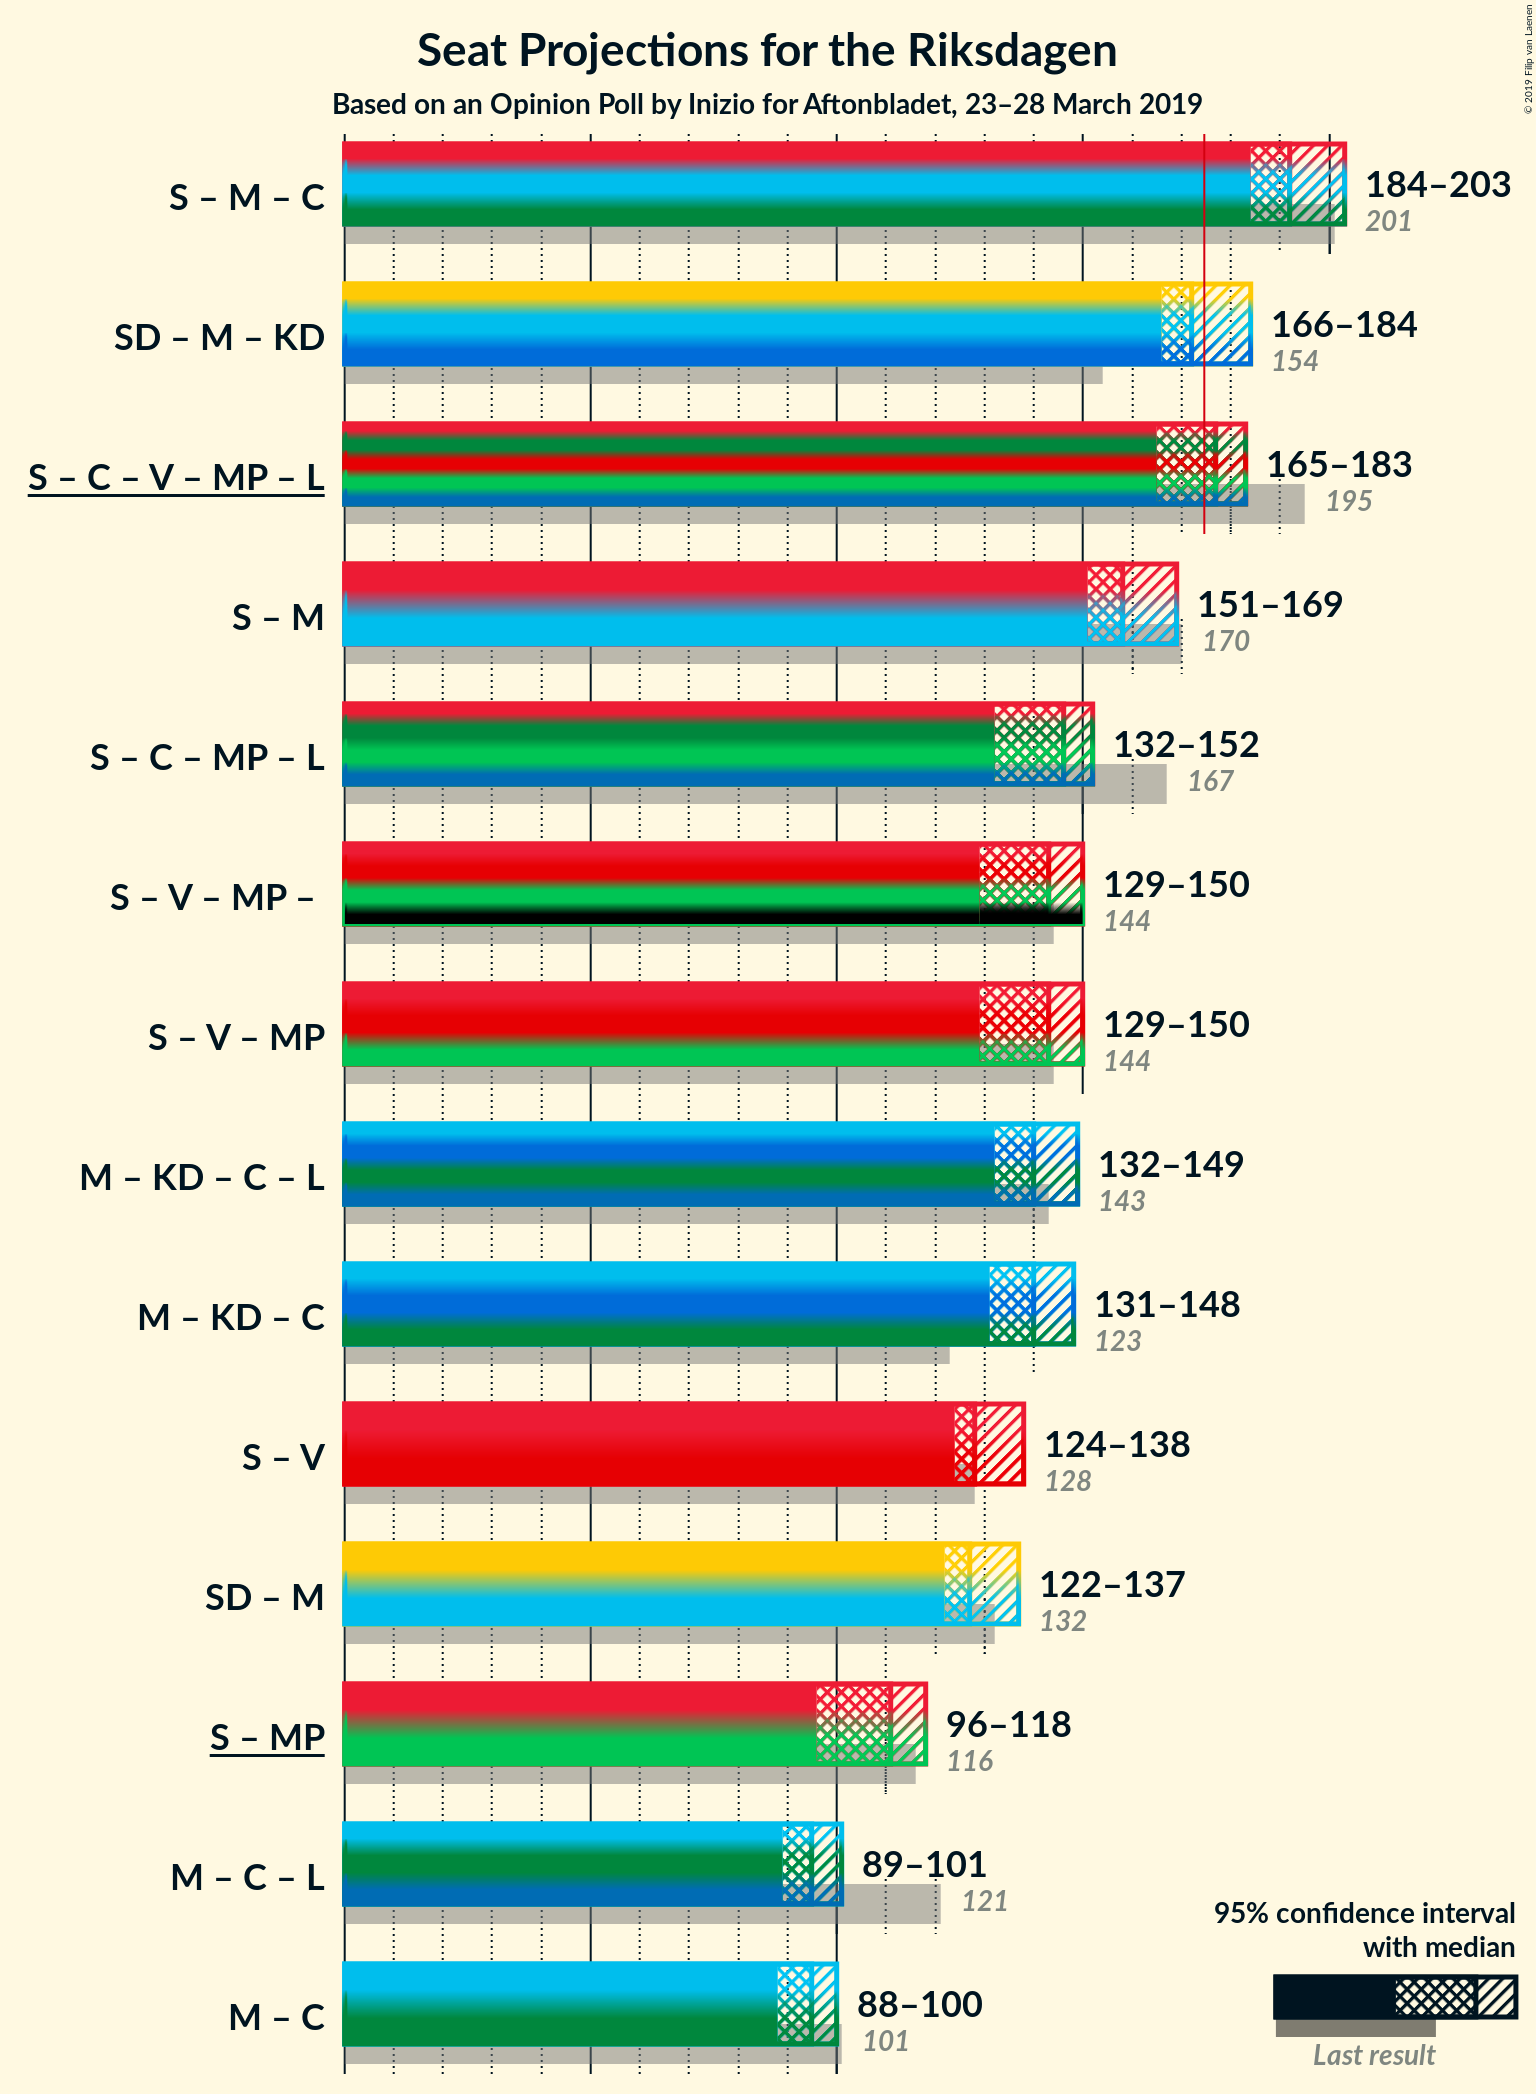 Seat Projections for the Riksdagen
Based on an Opinion Poll by Inizio for Aftonbladet, 23–28 March 2019
© 2019 Filip van Laenen
S – M – C
184–203
201
SD – M – KD
166–184
154
S – C – V – MP – L
165–183
195
S – M
151–169
170
S – C – MP – L
132–152
167
S – V – MP –
129–150
144
S – V – MP
129–150
144
M – KD – C – L
132–149
143
M – KD – C
131–148
123
S – V
124–138
128
SD – M
122–137
132
S – MP
96–118
116
M – C – L
89–101
121
M – C
88–100
101
95% confidence interval
with median
Last result